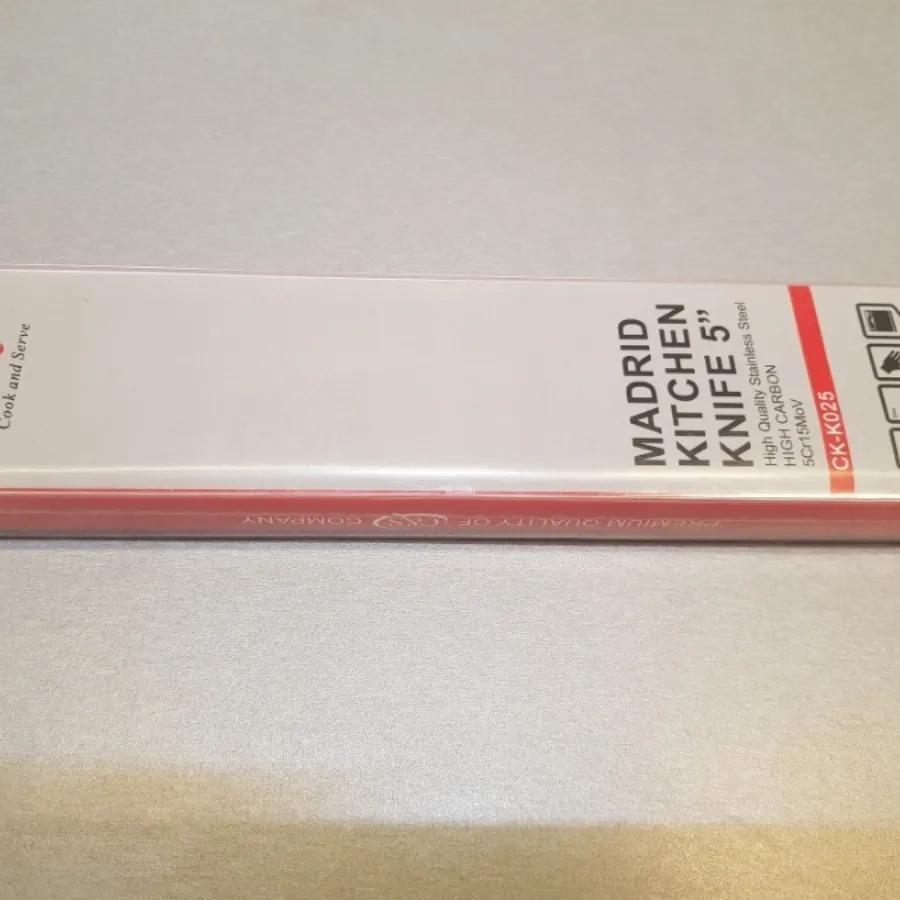 Cook and Serve
MADRID
KITCHEN
KNIFE 5”
High Quality Stainless Steel
HIGH CARBON
5Cr15MoV
CK-K025
PREMIUM QUALITY OF C&S COMPANY